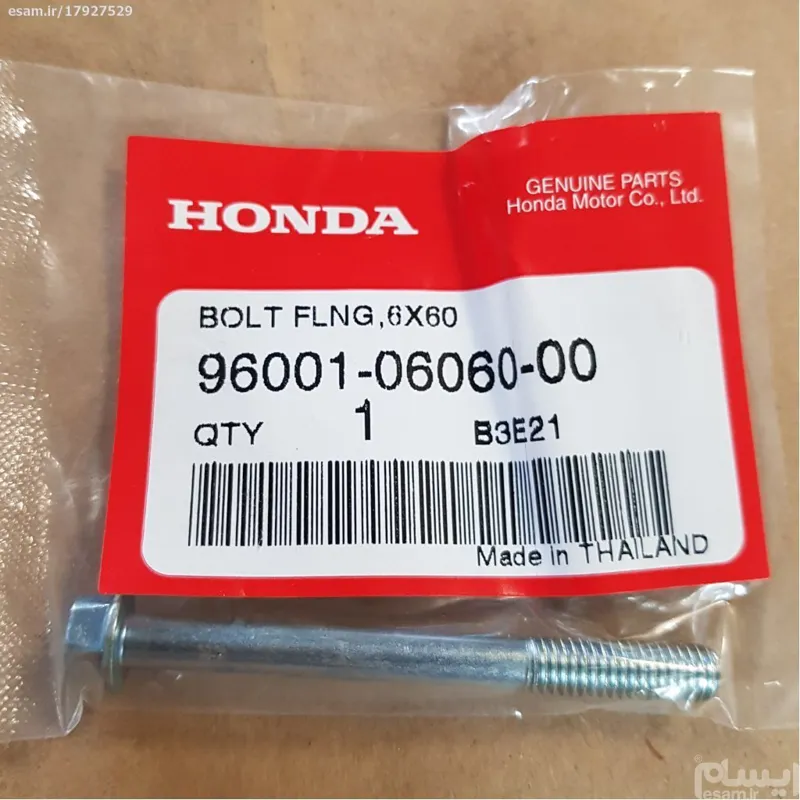 esam.ir/17927529
HONDA
GENUINE PARTS
Honda Motor Co., Ltd.
BOLT FLNG,6X60
96001-06060-00
QTY 1 B3E21
Made in THAILAND
ایسام
esam.ir